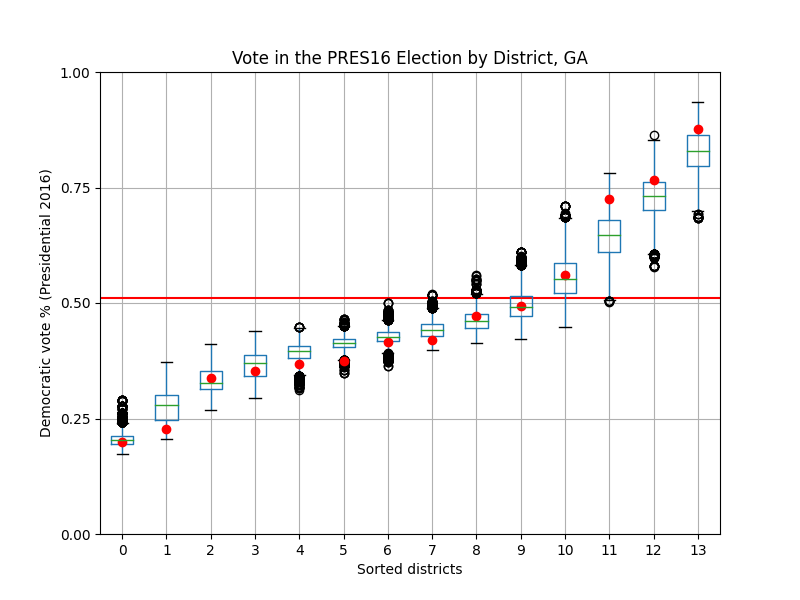 Vote in the PRES16 Election by District, GA
1.00
0.75
0.50
0.25
0.00
Democratic vote % (Presidential 2016)
0 1 2 3 4 5 6 7 8 9 10 11 12 13
Sorted districts